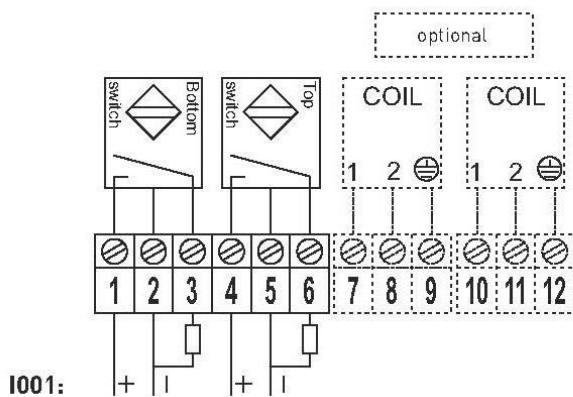 optional
Bottom switch
Top switch
COIL
1 2
COIL
1 2
1 2 3 4 5 6 7 8 9 10 11 12
I001: + − + −